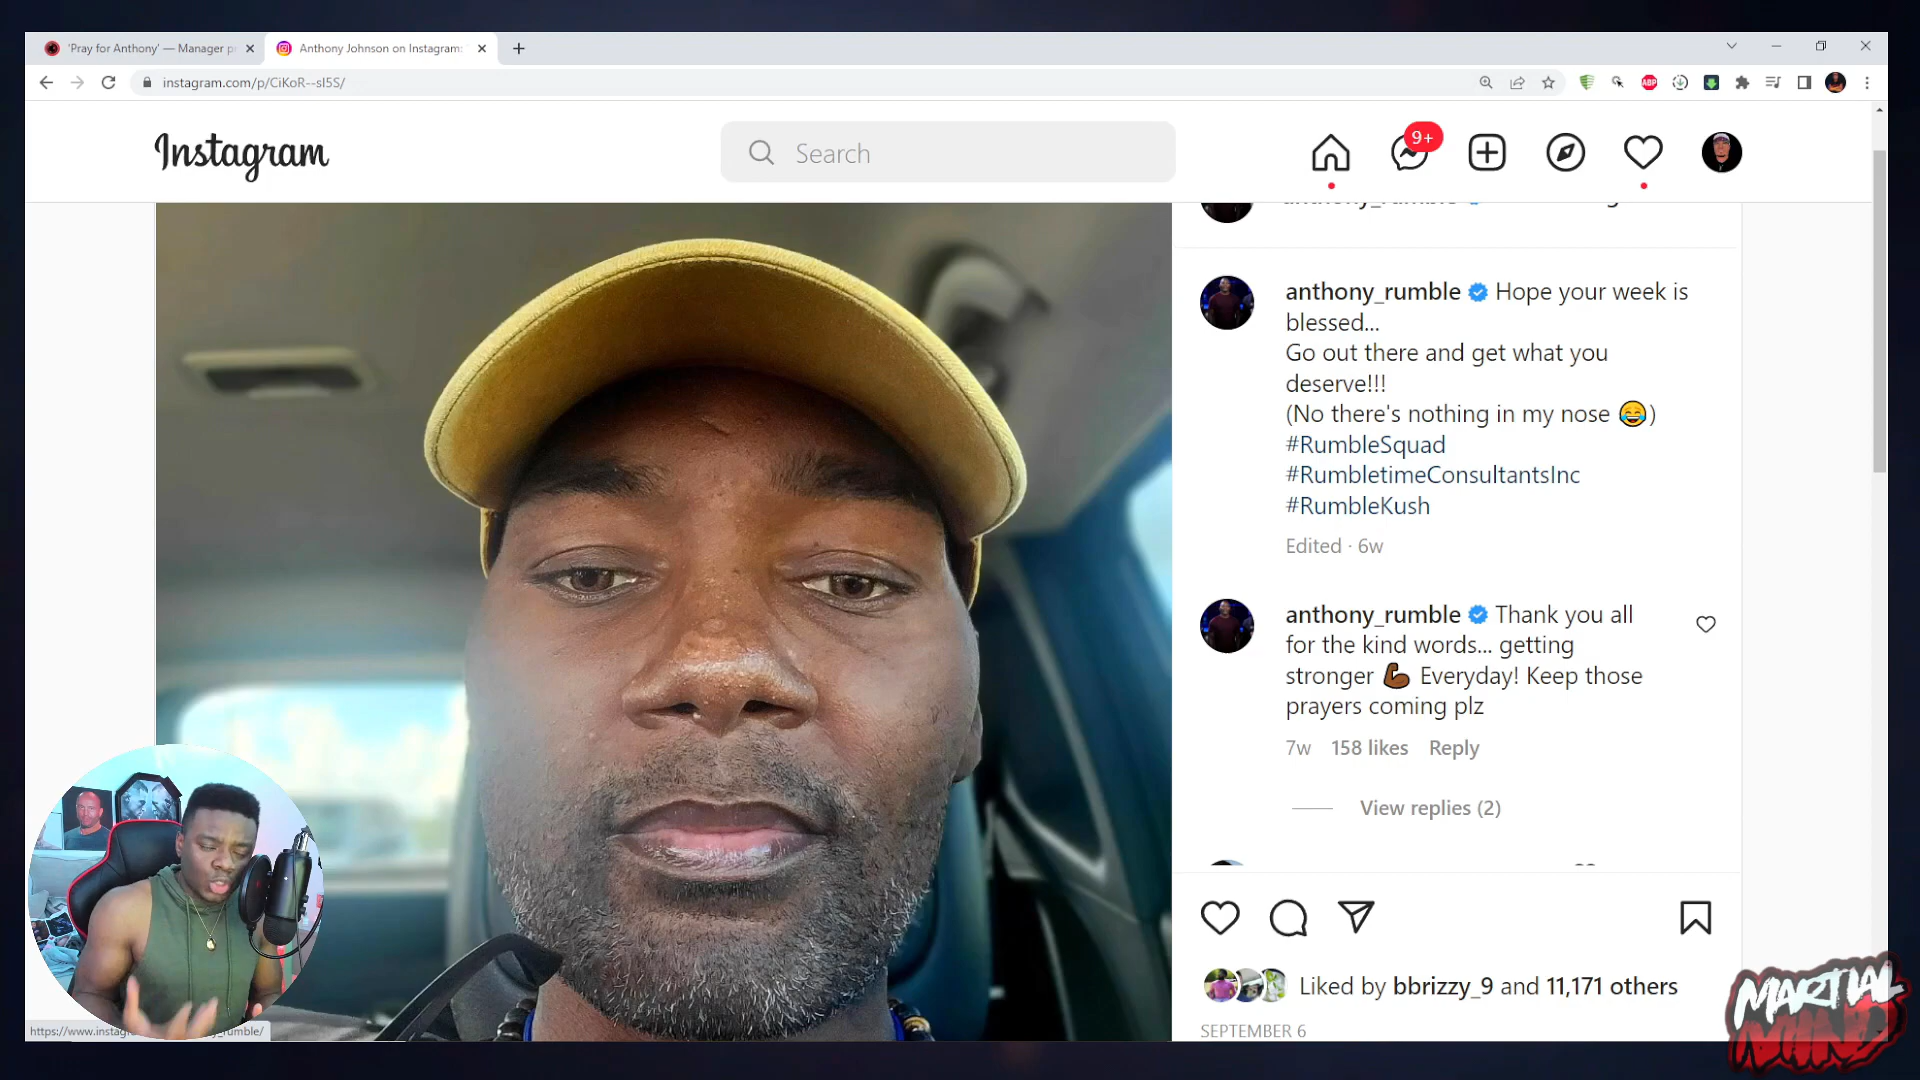 'Pray for Anthony' — Manager p
Anthony Johnson on Instagram:
instagram.com/p/CiKoR--sI5S/
ABP
Instagram
Search
9+
anthony_rumble Hope your week is
blessed...
Go out there and get what you
deserve!!!
(No there's nothing in my nose 😂)
#RumbleSquad
#RumbletimeConsultantsInc
#RumbleKush
Edited · 6w
anthony_rumble Thank you all
for the kind words... getting
stronger 💪🏾 Everyday! Keep those
prayers coming plz
7w 158 likes Reply
View replies (2)
Liked by bbrizzy_9 and 11,171 others
SEPTEMBER 6
MARTIAL
MIND